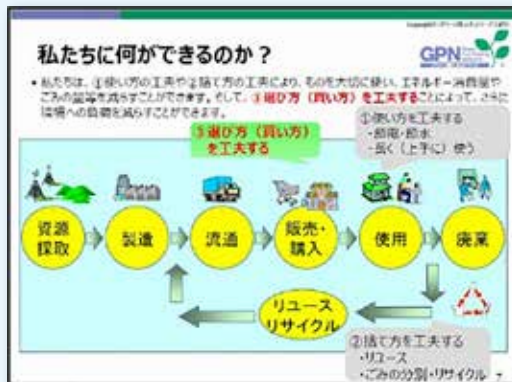 私たちに何ができるのか？
GPN
• 私たちは、①使い方の工夫や②捨て方の工夫により、ものを大切に使い、エネルギー消費量や
ごみの量等を減らすことができます。そして、③選び方（買い方）を工夫することによって、さらに
環境への負荷を減らすことができます。
③選び方（買い方）
を工夫する
①使い方を工夫する
・節電・節水
・長く（上手に）使う
資源
採取
製造
流通
販売・
購入
使用
廃棄
リユース
リサイクル
②捨て方を工夫する
・リユース
・ごみの分別・リサイクル
7